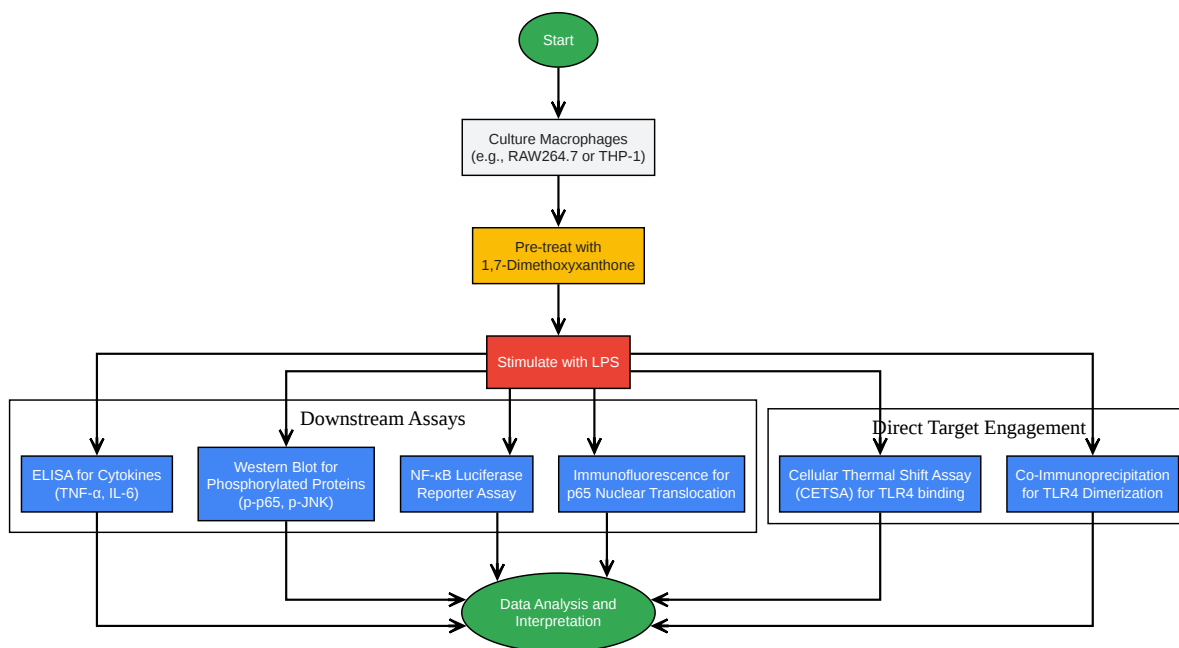 Start
Culture Macrophages
(e.g., RAW264.7 or THP-1)
Pre-treat with
1,7-Dimethoxyxanthone
Stimulate with LPS
Downstream Assays
Direct Target Engagement
ELISA for Cytokines
(TNF-α, IL-6)
Western Blot for
Phosphorylated Proteins
(p-p65, p-JNK)
NF-κB Luciferase
Reporter Assay
Immunofluorescence for
p65 Nuclear Translocation
Cellular Thermal Shift Assay
(CETSA) for TLR4 binding
Co-Immunoprecipitation
for TLR4 Dimerization
Data Analysis and
Interpretation